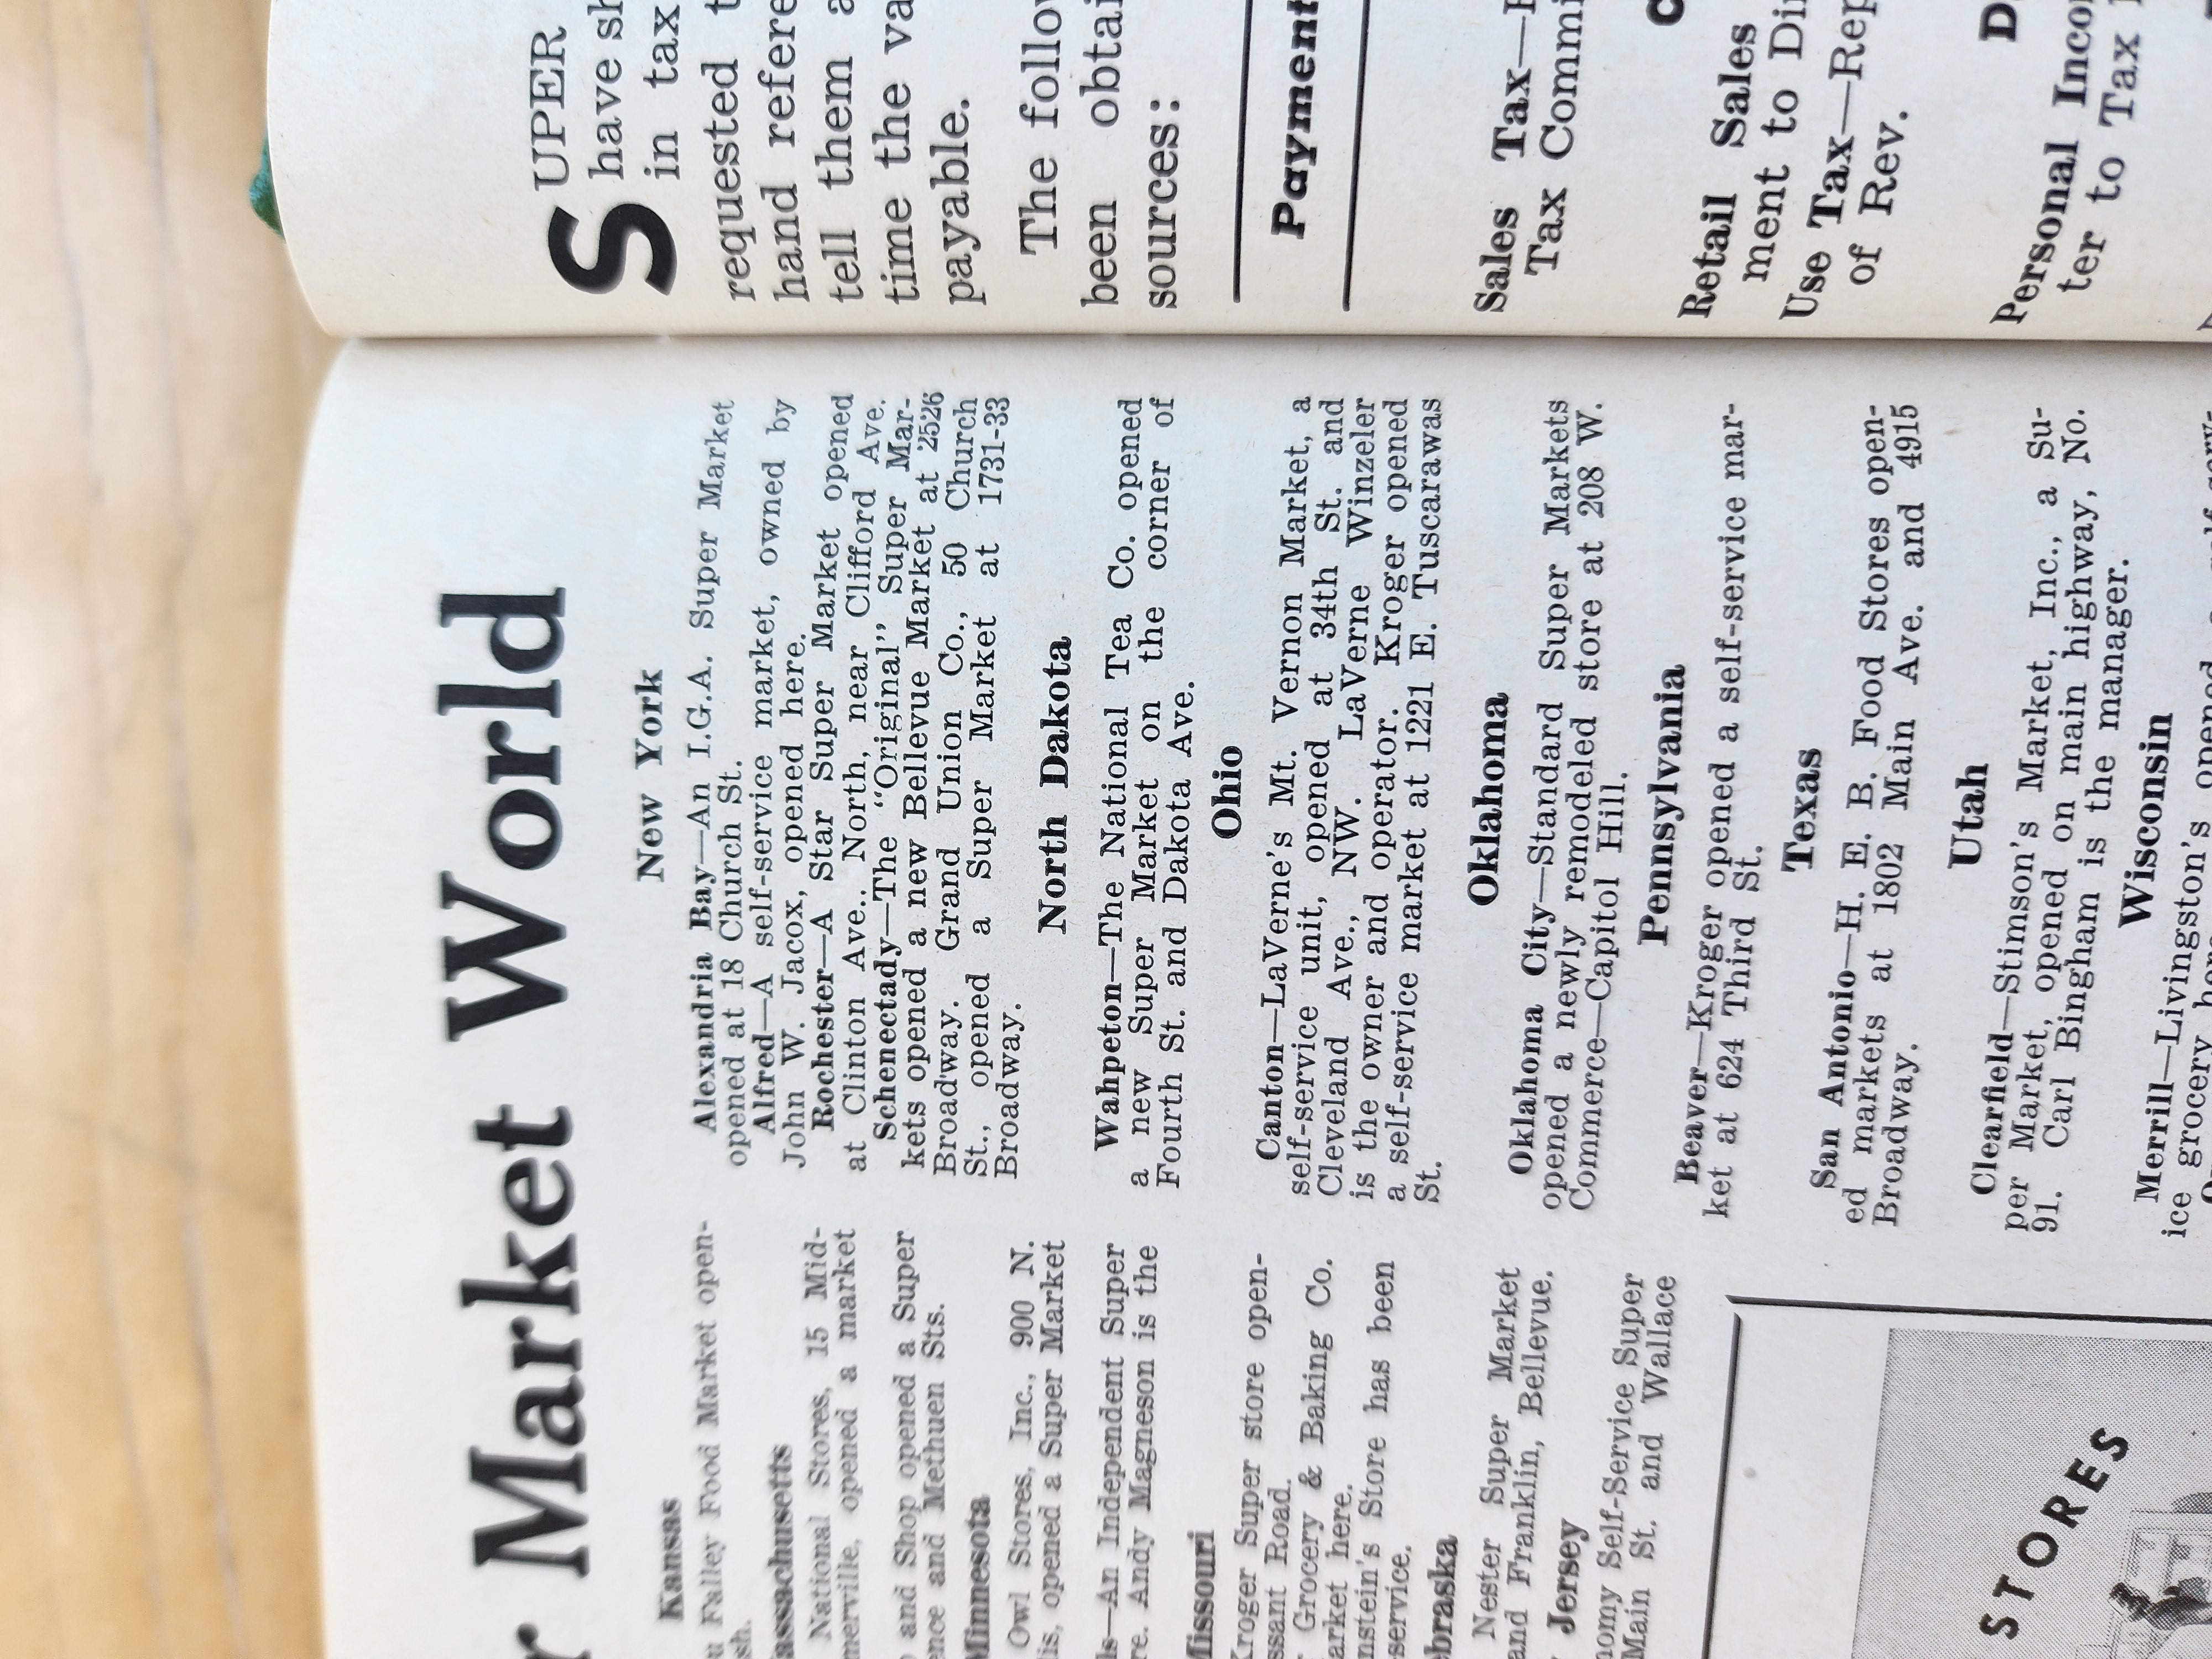 r Market World
Kansas
u Falley Food Market open-
sh.
assachusetts
National Stores, 15 Mid-
merville, opened a market
and Shop opened a Super
ence and Methuen Sts.
Minnesota
Owl Stores, Inc., 900 N.
is, opened a Super Market
ls—An Independent Super
re. Andy Magneson is the
Missouri
Kroger Super store open-
ssant Road.
Grocery & Baking Co.
arket here.
nstein's Store has been
service.
ebraska
Nester Super Market
and Franklin, Bellevue.
Jersey
nomy Self-Service Super
Main St. and Wallace
STORES
New York
Alexandria Bay—An I.G.A. Super Market
opened at 18 Church St.
Alfred—A self-service market, owned by
John W. Jacox, opened here.
Rochester—A Star Super Market opened
at Clinton Ave.. North, near Clifford Ave.
Schenectady—The "Original" Super Mar-
kets opened a new Bellevue Market at 2526
Broadway. Grand Union Co., 50 Church
St., opened a Super Market at 1731-33
Broadway.
North Dakota
Wahpeton—The National Tea Co. opened
a new Super Market on the corner of
Fourth St. and Dakota Ave.
Ohio
Canton—LaVerne's Mt. Vernon Market, a
self-service unit, opened at 34th St. and
Cleveland Ave., NW. LaVerne Winzeler
is the owner and operator. Kroger opened
a self-service market at 1221 E. Tuscarawas
St.
Oklahoma
Oklahoma City—Standard Super Markets
opened a newly remodeled store at 208 W.
Commerce—Capitol Hill.
Pennsylvania
Beaver—Kroger opened a self-service mar-
ket at 624 Third St.
Texas
San Antonio—H. E. B. Food Stores open-
ed markets at 1802 Main Ave. and 4915
Broadway.
Utah
Clearfield—Stimson's Market, Inc., a Su-
per Market, opened on main highway, No.
91. Carl Bingham is the manager.
Wisconsin
Merrill—Livingston's opened a self-serv-
ice grocery here.
SUPER
have sh
in tax
requested t
hand refere
tell them a
time the va
payable.
The follow
been obtai
sources:
Payment
Sales Tax—R
Tax Commi
C
Retail Sales
ment to Dir
Use Tax—Rep
of Rev.
D
Personal Incom
ter to Tax